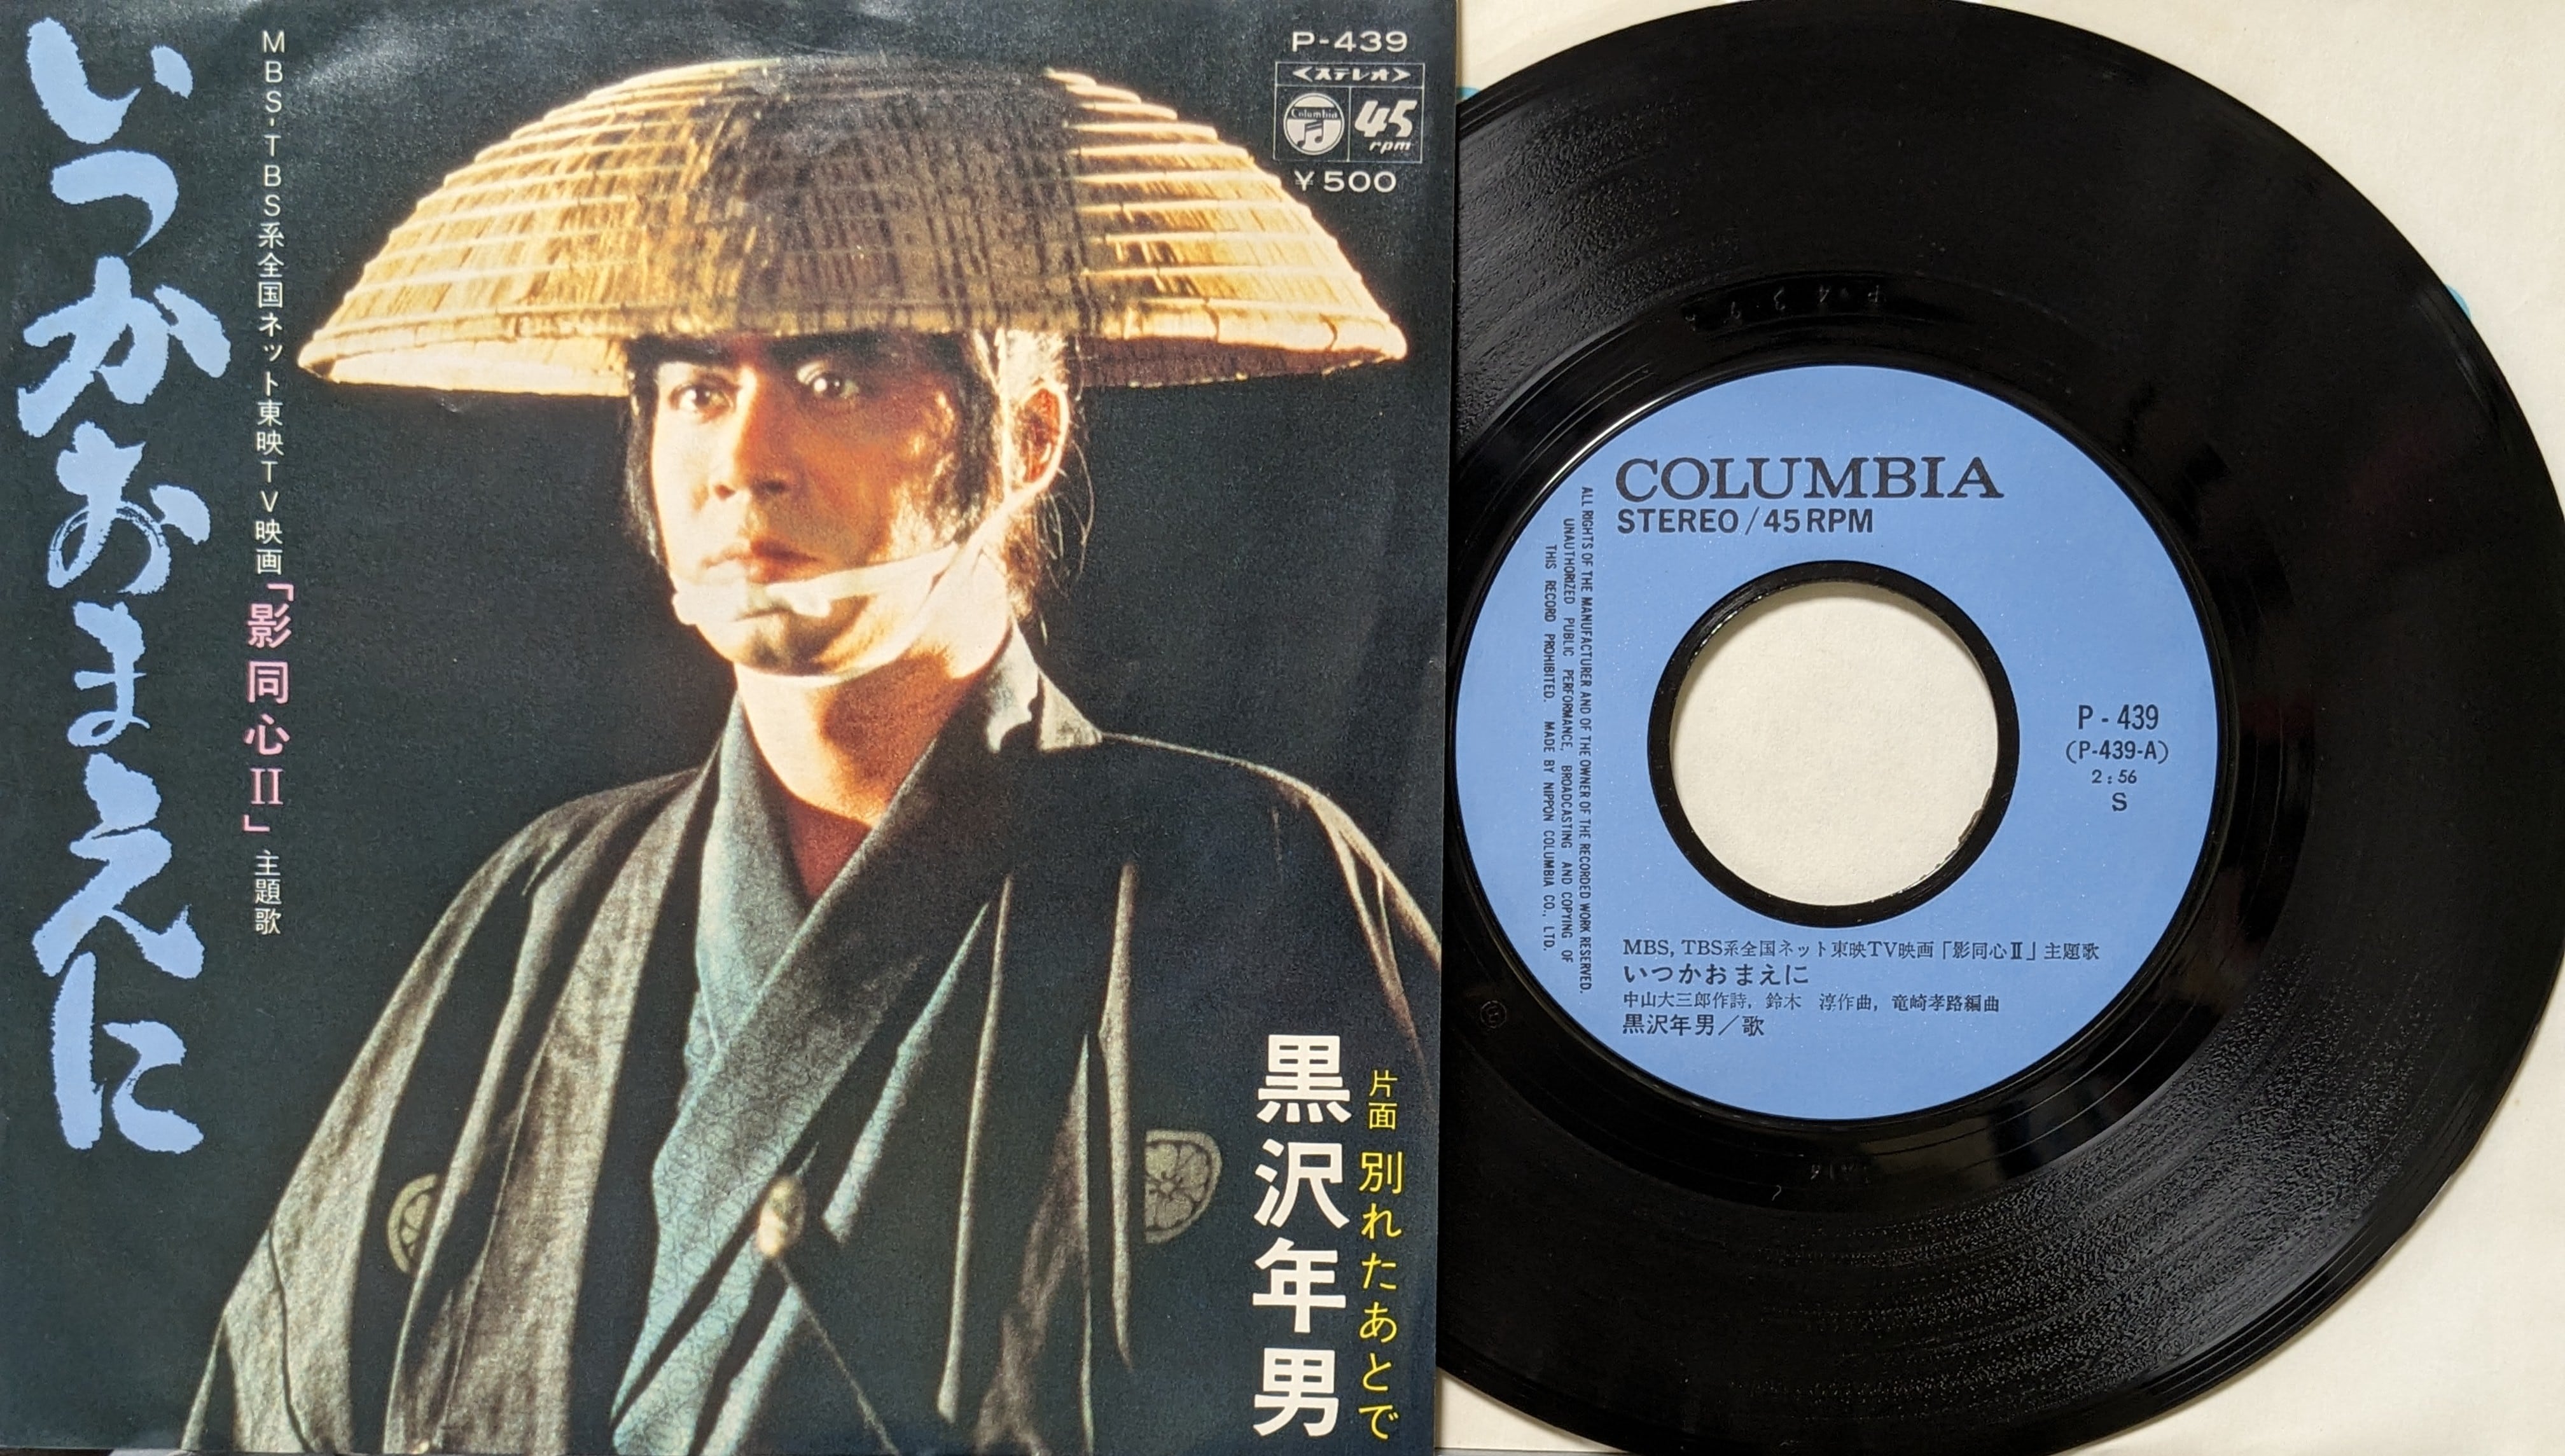 いつかおまえに
MBS・TBS系全国ネット東映TV映画「影同心II」主題歌
P-439
＜ステレオ＞
Columbia
45
rpm
￥500
片面 別れたあとで
黒沢年男
COLUMBIA
STEREO/45RPM
ALL RIGHTS OF THE MANUFACTURER AND OF THE OWNER OF THE RECORDED WORK RESERVED.
UNAUTHORIZED PUBLIC PERFORMANCE, BROADCASTING AND COPYING OF
THIS RECORD PROHIBITED. MADE BY NIPPON COLUMBIA CO., LTD.
P-439
(P-439-A)
2:56
S
MBS, TBS系全国ネット東映TV映画「影同心II」主題歌
いつかおまえに
中山大三郎作詩, 鈴木 淳作曲, 竜崎孝路編曲
黒沢年男／歌